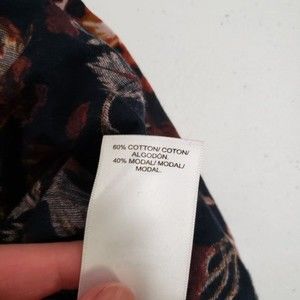 60% COTTON/ COTON/
ALGODÓN.
40% MODAL/ MODAL/
MODAL.